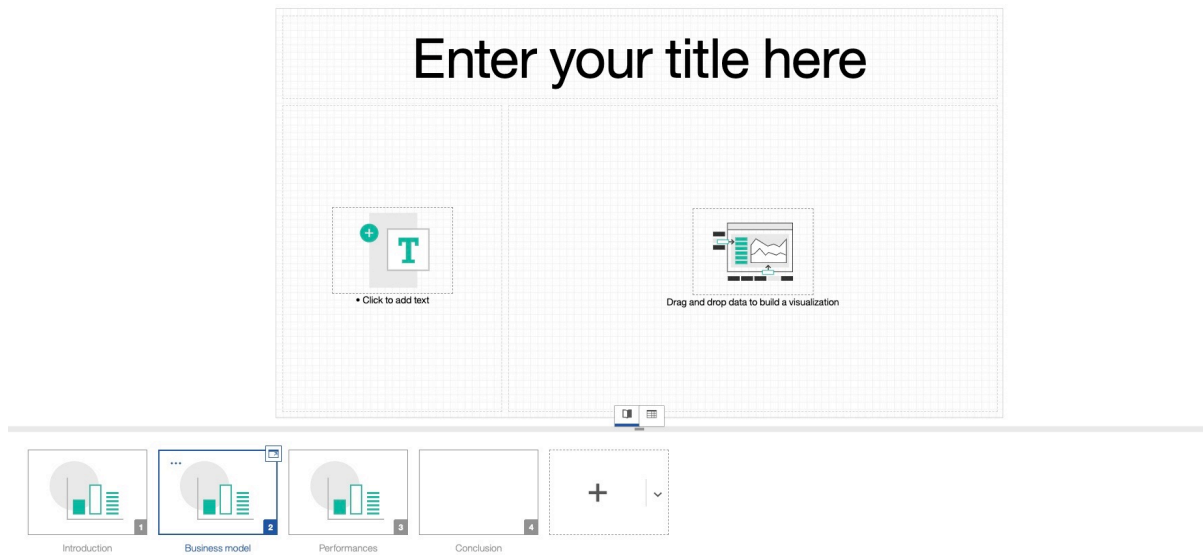 Enter your title here
T
• Click to add text
Drag and drop data to build a visualization
1
2
3
4
Introduction
Business model
Performances
Conclusion